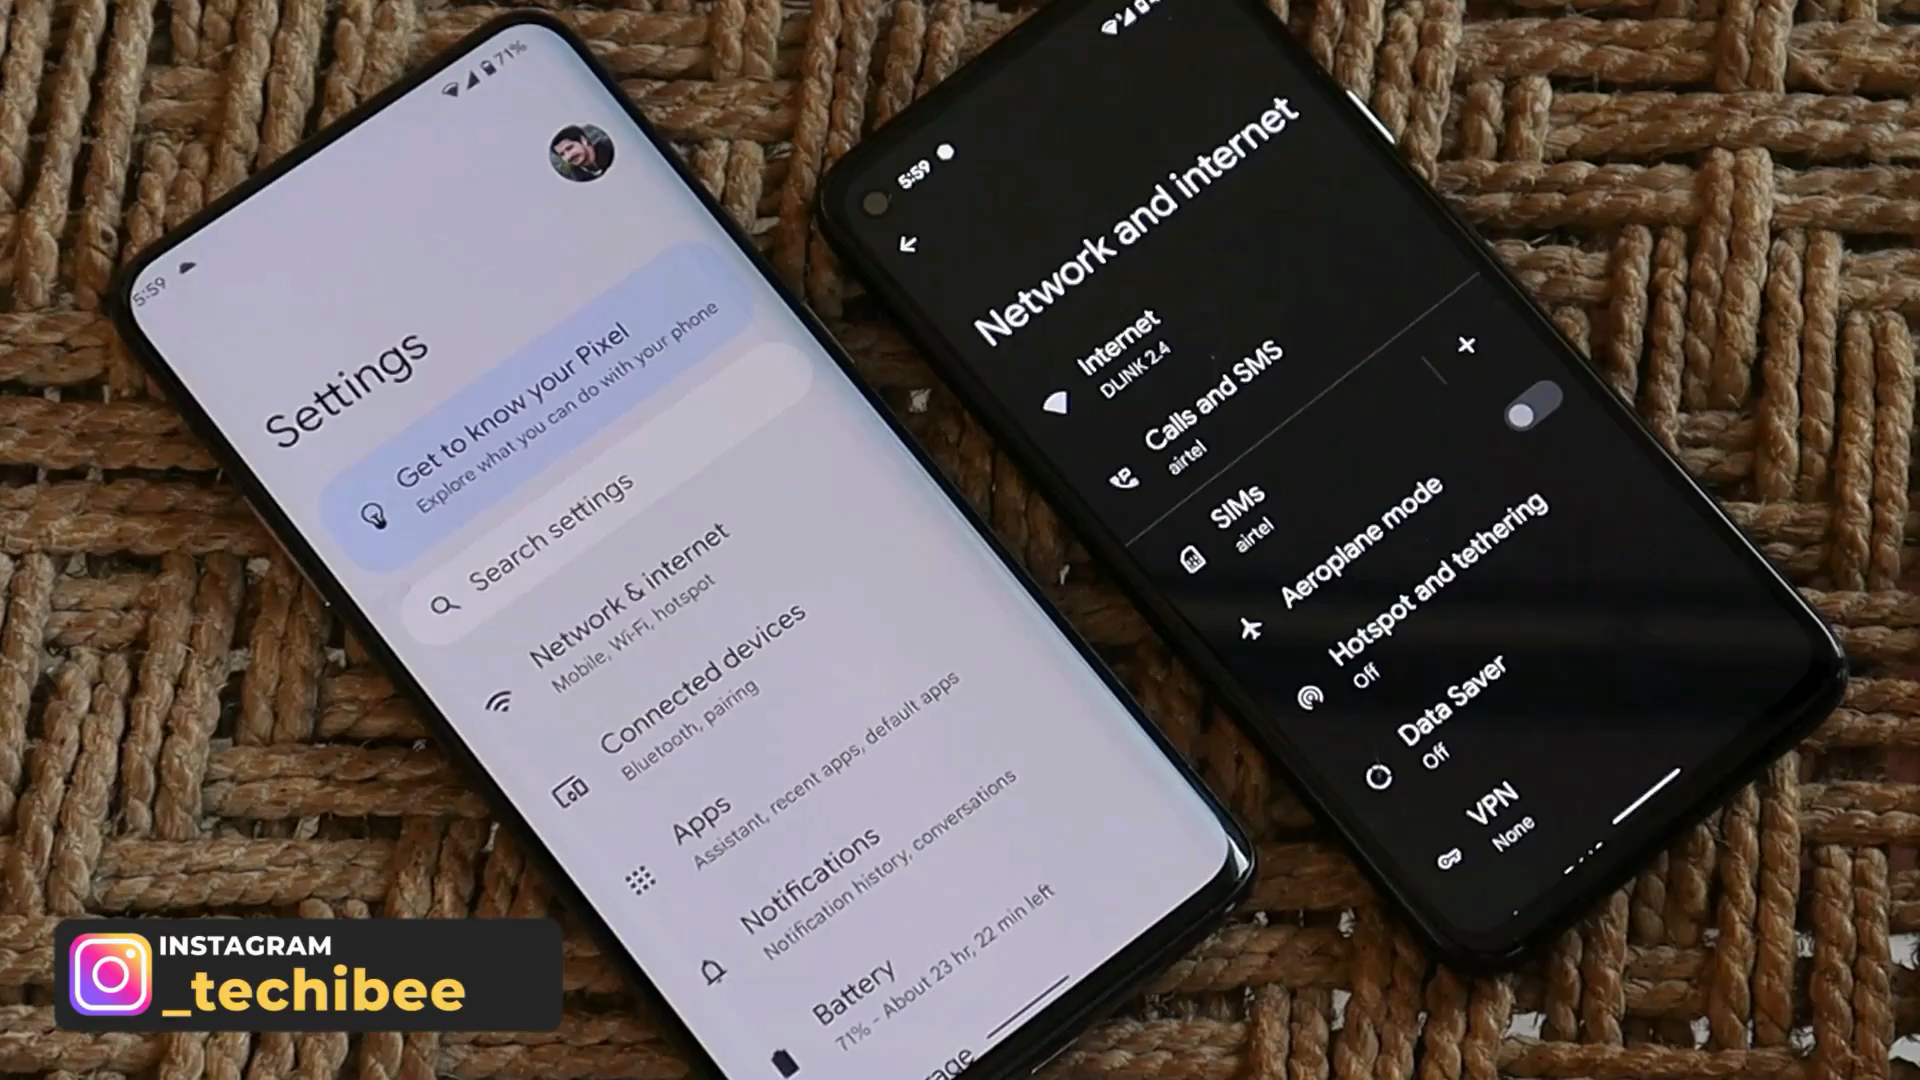 71%
5:59
Settings
Get to know your Pixel
Explore what you can do with your phone
Search settings
Network & internet
Mobile, Wi-Fi, hotspot
Connected devices
Bluetooth, pairing
Apps
Assistant, recent apps, default apps
Notifications
Notification history, conversations
Battery
71% - About 23 hr, 22 min left
5:59
Network and internet
Internet
DLINK 2.4
Calls and SMS
airtel
SIMs
airtel
Aeroplane mode
Hotspot and tethering
Off
Data Saver
Off
VPN
None
INSTAGRAM
_techibee